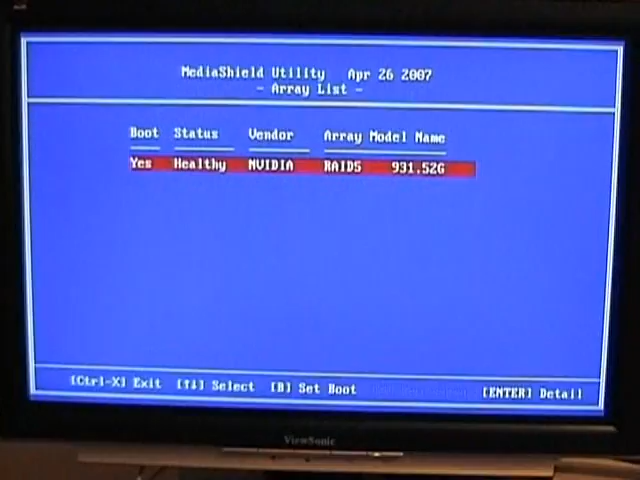 MediaShield Utility Apr 26 2007
- Array List -
Boot Status Vendor Array Model Name
Yes Healthy NVIDIA RAID5 931.52G
[Ctrl-X] Exit [↑↓] Select [B] Set Boot [ENTER] Detail
ViewSonic